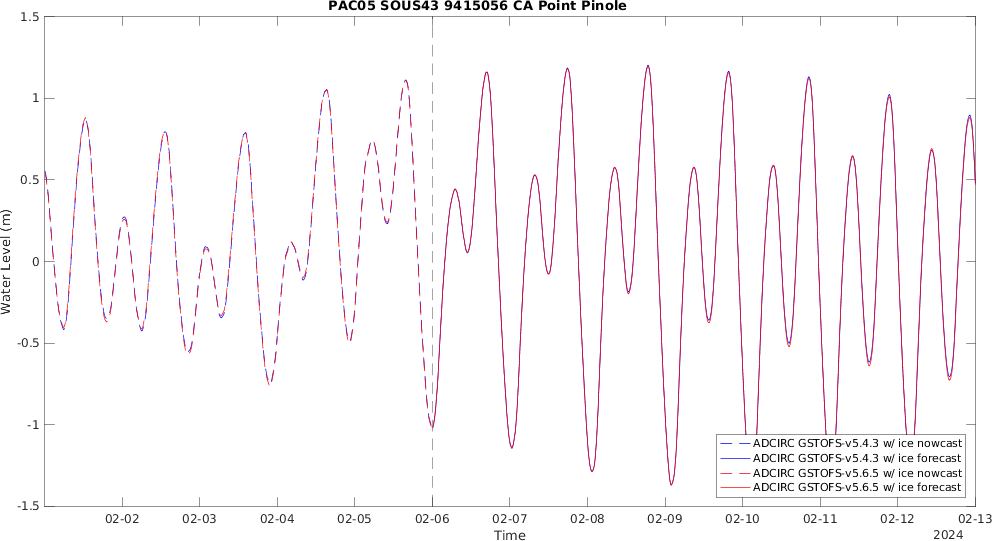 PAC05 SOUS43 9415056 CA Point Pinole
1.5
1
0.5
0
-0.5
-1
-1.5
Water Level (m)
ADCIRC GSTOFS-v5.4.3 w/ ice nowcast
ADCIRC GSTOFS-v5.4.3 w/ ice forecast
ADCIRC GSTOFS-v5.6.5 w/ ice nowcast
ADCIRC GSTOFS-v5.6.5 w/ ice forecast
02-02 02-03 02-04 02-05 02-06 02-07 02-08 02-09 02-10 02-11 02-12 02-13
Time
2024